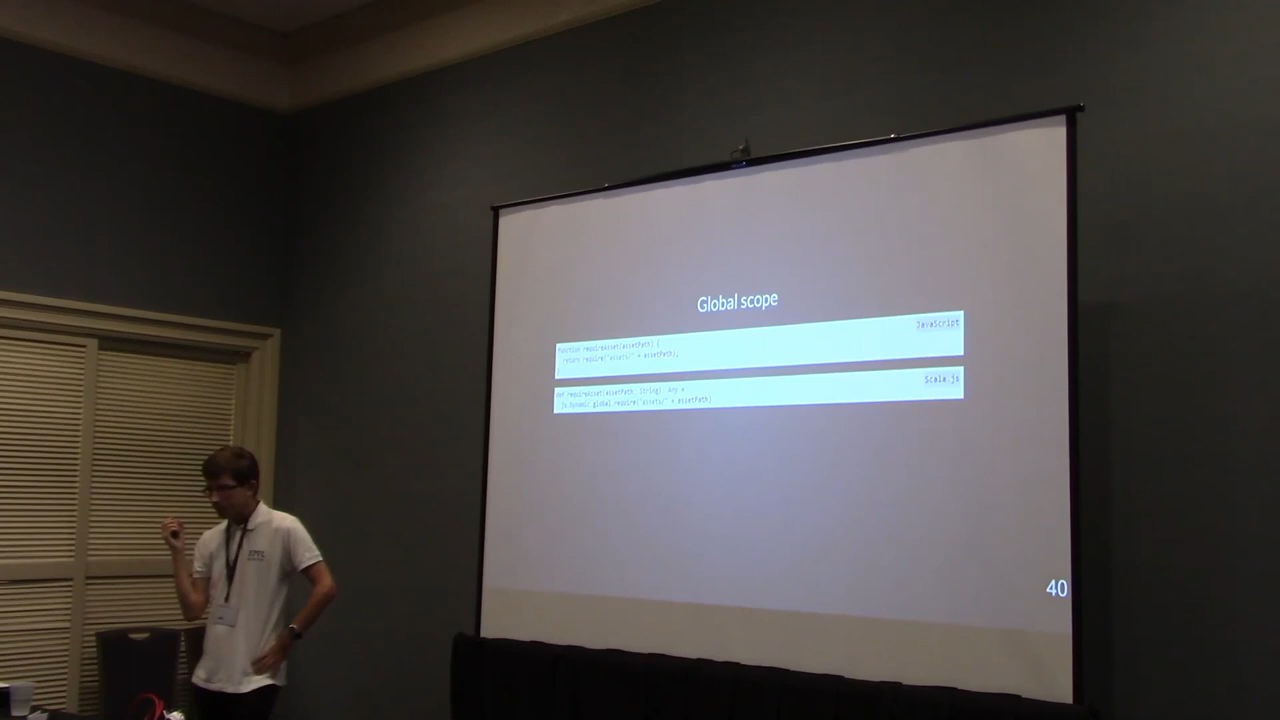 Global scope
JavaScript
function requireAsset(assetPath) {
return require("assets/" + assetPath);
}
Scala.js
def requireAsset(assetPath: String): Any =
js.Dynamic.global.require("assets/" + assetPath)
40
EPFL